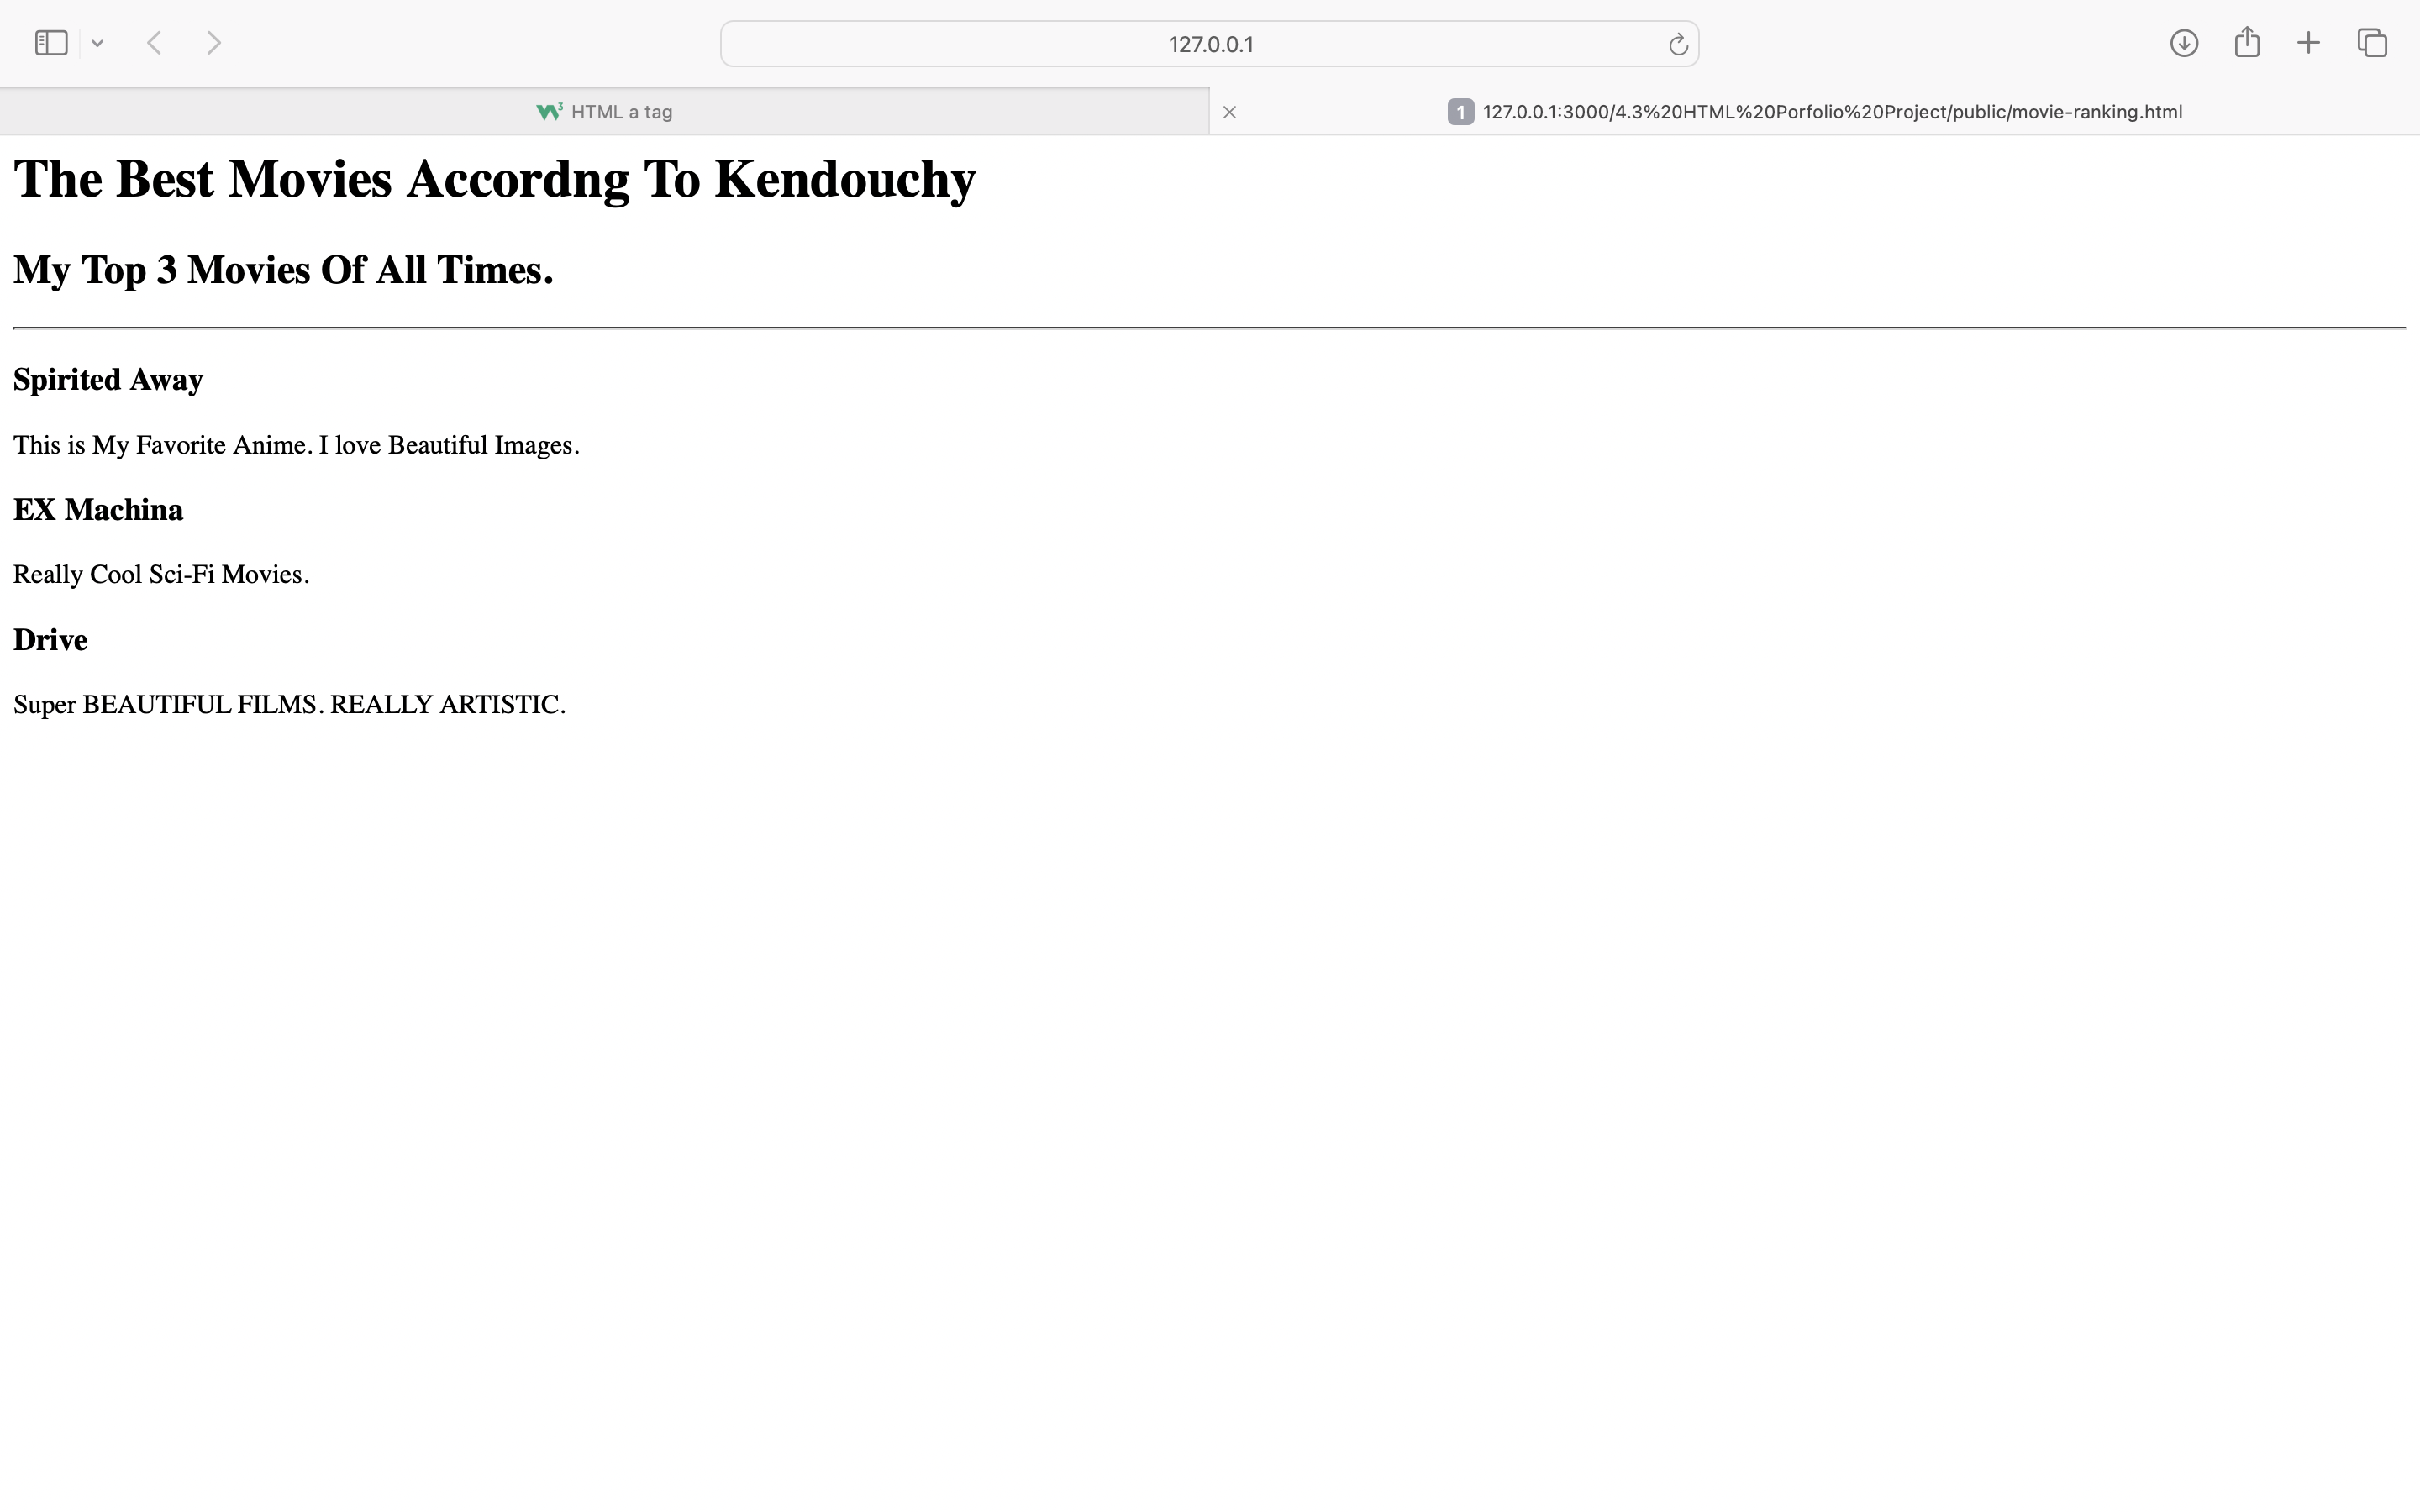 127.0.0.1
W3 HTML a tag
1 127.0.0.1:3000/4.3%20HTML%20Porfolio%20Project/public/movie-ranking.html
The Best Movies Accordng To Kendouchy
My Top 3 Movies Of All Times.
Spirited Away
This is My Favorite Anime. I love Beautiful Images.
EX Machina
Really Cool Sci-Fi Movies.
Drive
Super BEAUTIFUL FILMS. REALLY ARTISTIC.